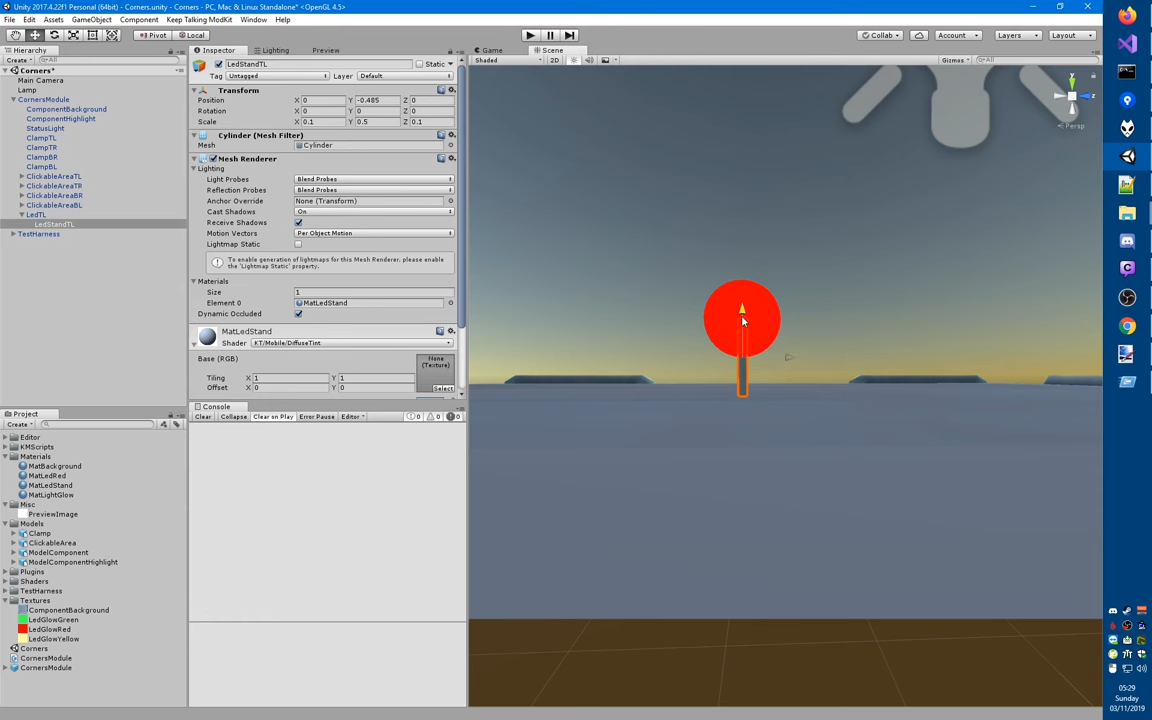 Unity 2017.4.22f1 Personal (64bit) - Corners.unity - Corners - PC, Mac & Linux Standalone* <OpenGL 4.5>
File Edit Assets GameObject Component Keep Talking ModKit Window Help
Pivot Local Collab Account Layers Layout
Hierarchy
Create All
Corners*
Main Camera
Lamp
CornersModule
ComponentBackground
ComponentHighlight
StatusLight
ClampTL
ClampTR
ClampBR
ClampBL
ClickableAreaTL
ClickableAreaTR
ClickableAreaBR
ClickableAreaBL
LedTL
LedStandTL
TestHarness
Inspector Lighting Preview
LedStandTL Static
Tag Untagged Layer Default
Transform
Position X 0 Y -0.485 Z 0
Rotation X 0 Y 0 Z 0
Scale X 0.1 Y 0.5 Z 0.1
Cylinder (Mesh Filter)
Mesh Cylinder
Mesh Renderer
Lighting
Light Probes Blend Probes
Reflection Probes Blend Probes
Anchor Override None (Transform)
Cast Shadows On
Receive Shadows
Motion Vectors Per Object Motion
Lightmap Static
To enable generation of lightmaps for this Mesh Renderer, please enable
the 'Lightmap Static' property.
Materials
Size 1
Element 0 MatLedStand
Dynamic Occluded
MatLedStand
Shader KT/Mobile/DiffuseTint
Base (RGB) None
(Texture)
Tiling X 1 Y 1
Offset X 0 Y 0 Select
Game Scene
Shaded 2D Gizmos All
y
z
Persp
Project
Create
Editor
KMScripts
Materials
MatBackground
MatLedRed
MatLedStand
MatLightGlow
Misc
PreviewImage
Models
Clamp
ClickableArea
ModelComponent
ModelComponentHighlight
Plugins
Shaders
TestHarness
Textures
ComponentBackground
LedGlowGreen
LedGlowRed
LedGlowYellow
Corners
CornersModule
CornersModule
Console
Clear Collapse Clear on Play Error Pause Editor 0 0 0
05:29
Sunday
03/11/2019